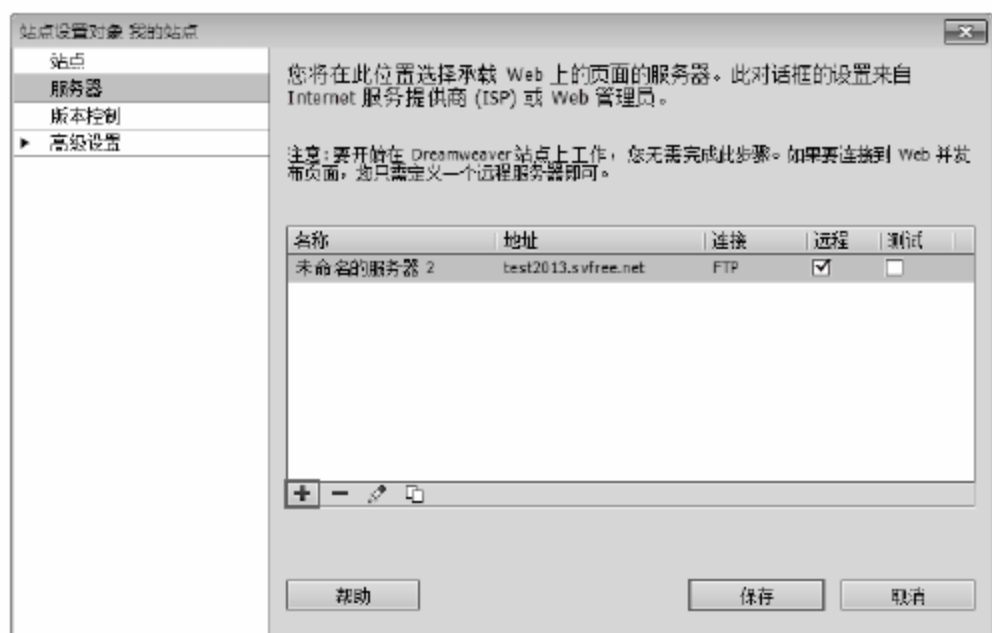 站点设置对象 我的站点
站点
服务器
版本控制
高级设置
您将在此位置选择承载 Web 上的页面的服务器。此对话框的设置来自
Internet 服务提供商 (ISP) 或 Web 管理员。
注意:要开始在 Dreamweaver 站点上工作,您无需完成此步骤。如果要连接到 Web 并发
布页面,您只需定义一个远程服务器即可。
名称 地址 连接 远程 测试
未命名的服务器 2 test2013.svfree.net FTP
帮助 保存 取消